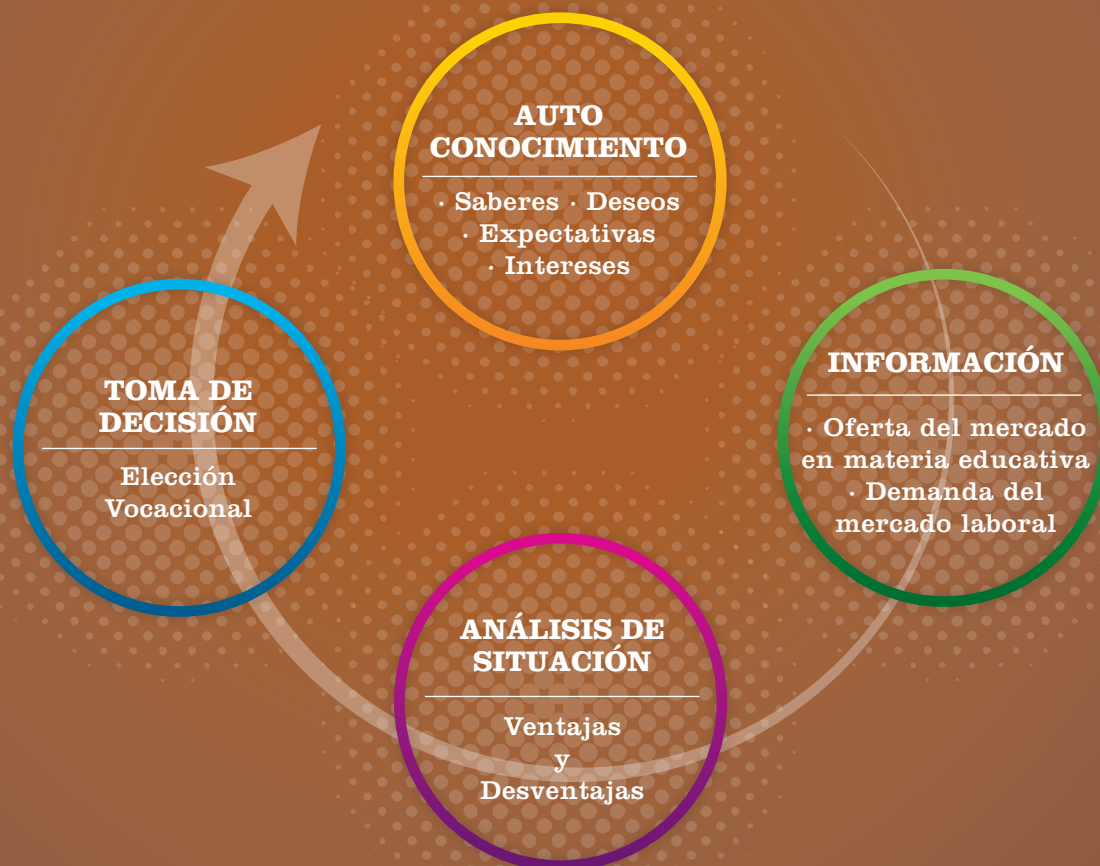 AUTO
CONOCIMIENTO
· Saberes · Deseos
· Expectativas
· Intereses
INFORMACIÓN
· Oferta del mercado
en materia educativa
· Demanda del
mercado laboral
ANÁLISIS DE
SITUACIÓN
Ventajas
y
Desventajas
TOMA DE
DECISIÓN
Elección
Vocacional